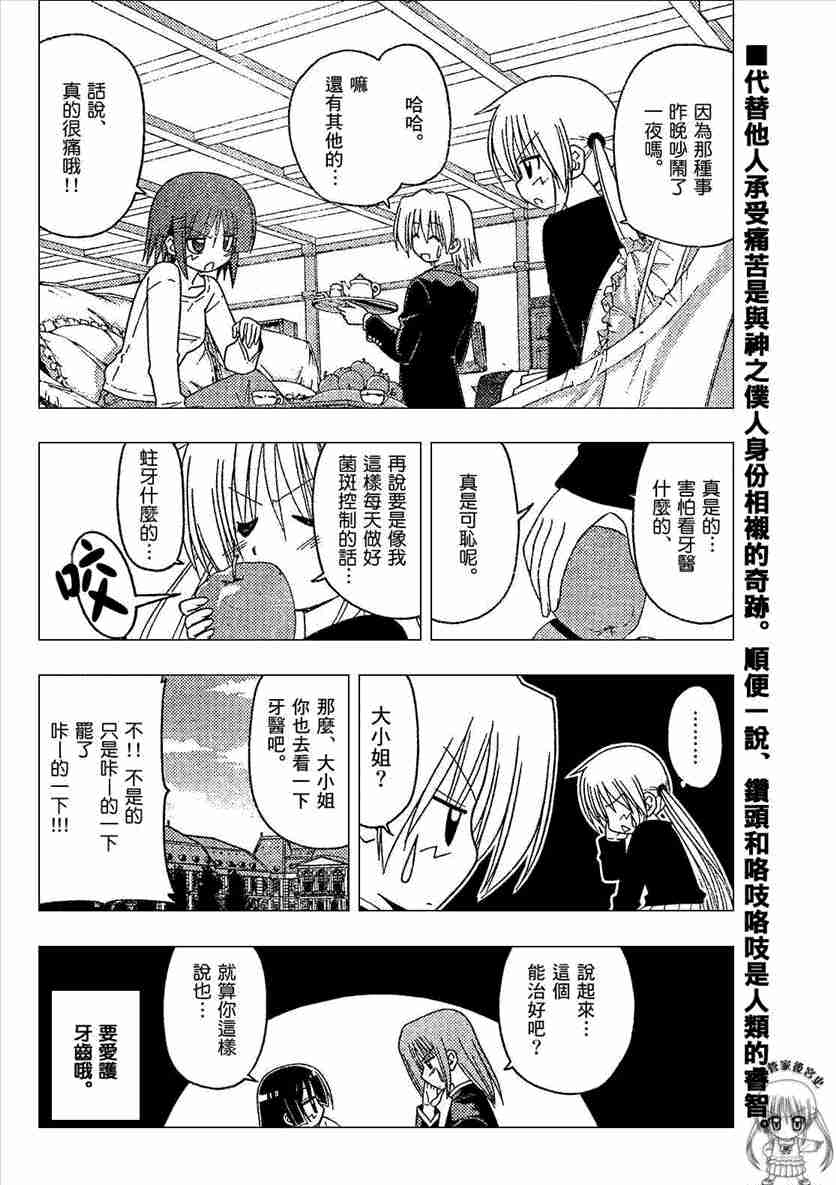 ■代替他人承受痛苦是與神之僕人身份相襯的奇跡。順便一說、鑽頭和咯吱咯吱是人類的睿智。
因為那種事
昨晚吵鬧了
一夜嗎。
哈哈。
嘛
還有其他的…
話說、
真的很痛哦!!
真是的…
害怕看牙醫
什麼的、
真是可恥呢。
再說要是像我
這樣每天做好
菌斑控制的話…
蛀牙什麼的…
咬
………
大小姐?
那麼、大小姐
你也去看一下
牙醫吧。
不!! 不是的
只是咔ー的一下
罷了
咔ー的一下!!!
說起來…
這個
能治好吧?
就算你這樣
說也…
要愛護
牙齒哦。
管家後宮史